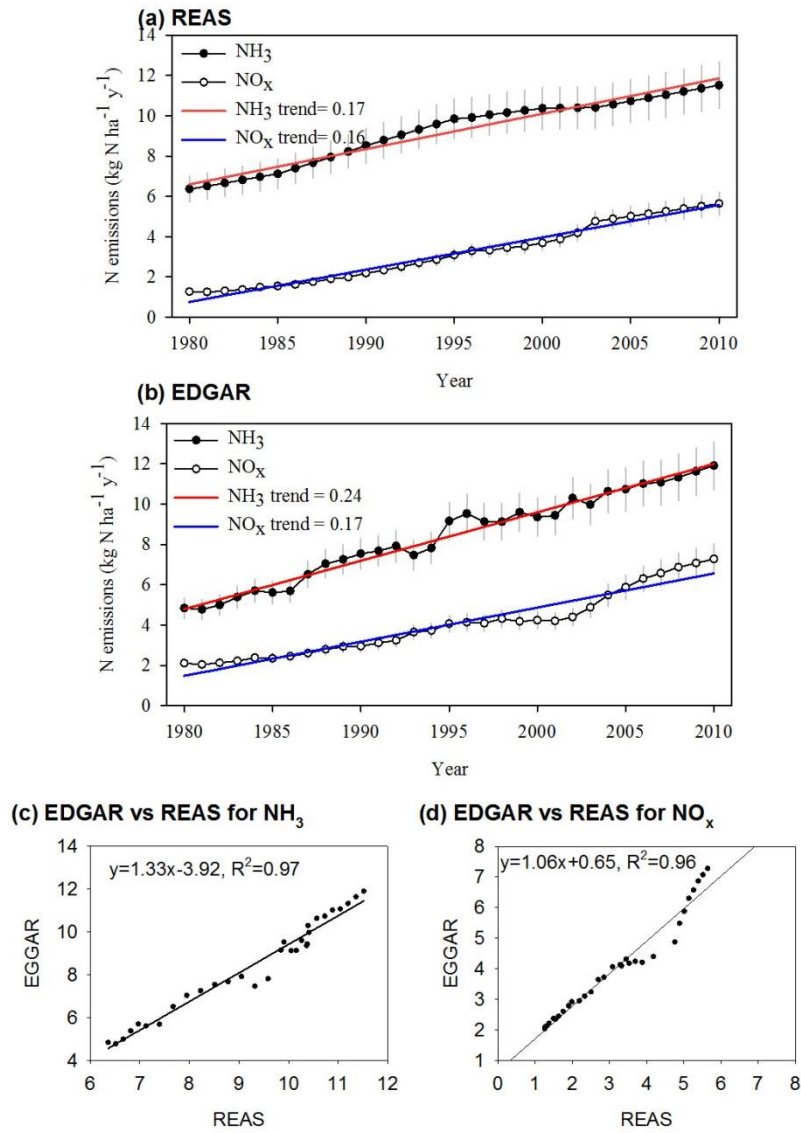 (a) REAS
14
12
10
8
6
4
2
0
N emissions (kg N ha⁻¹ y⁻¹)
NH₃
NOₓ
NH₃ trend= 0.17
NOₓ trend= 0.16
1980 1985 1990 1995 2000 2005 2010
Year
(b) EDGAR
14
12
10
8
6
4
2
0
N emissions (kg N ha⁻¹ y⁻¹)
NH₃
NOₓ
NH₃ trend = 0.24
NOₓ trend = 0.17
1980 1985 1990 1995 2000 2005 2010
Year
(c) EDGAR vs REAS for NH₃
y=1.33x-3.92, R²=0.97
12
10
8
6
4
EGGAR
6 7 8 9 10 11 12
REAS
(d) EDGAR vs REAS for NOₓ
y=1.06x+0.65, R²=0.96
8
7
6
5
4
3
2
1
EGGAR
0 1 2 3 4 5 6 7 8
REAS